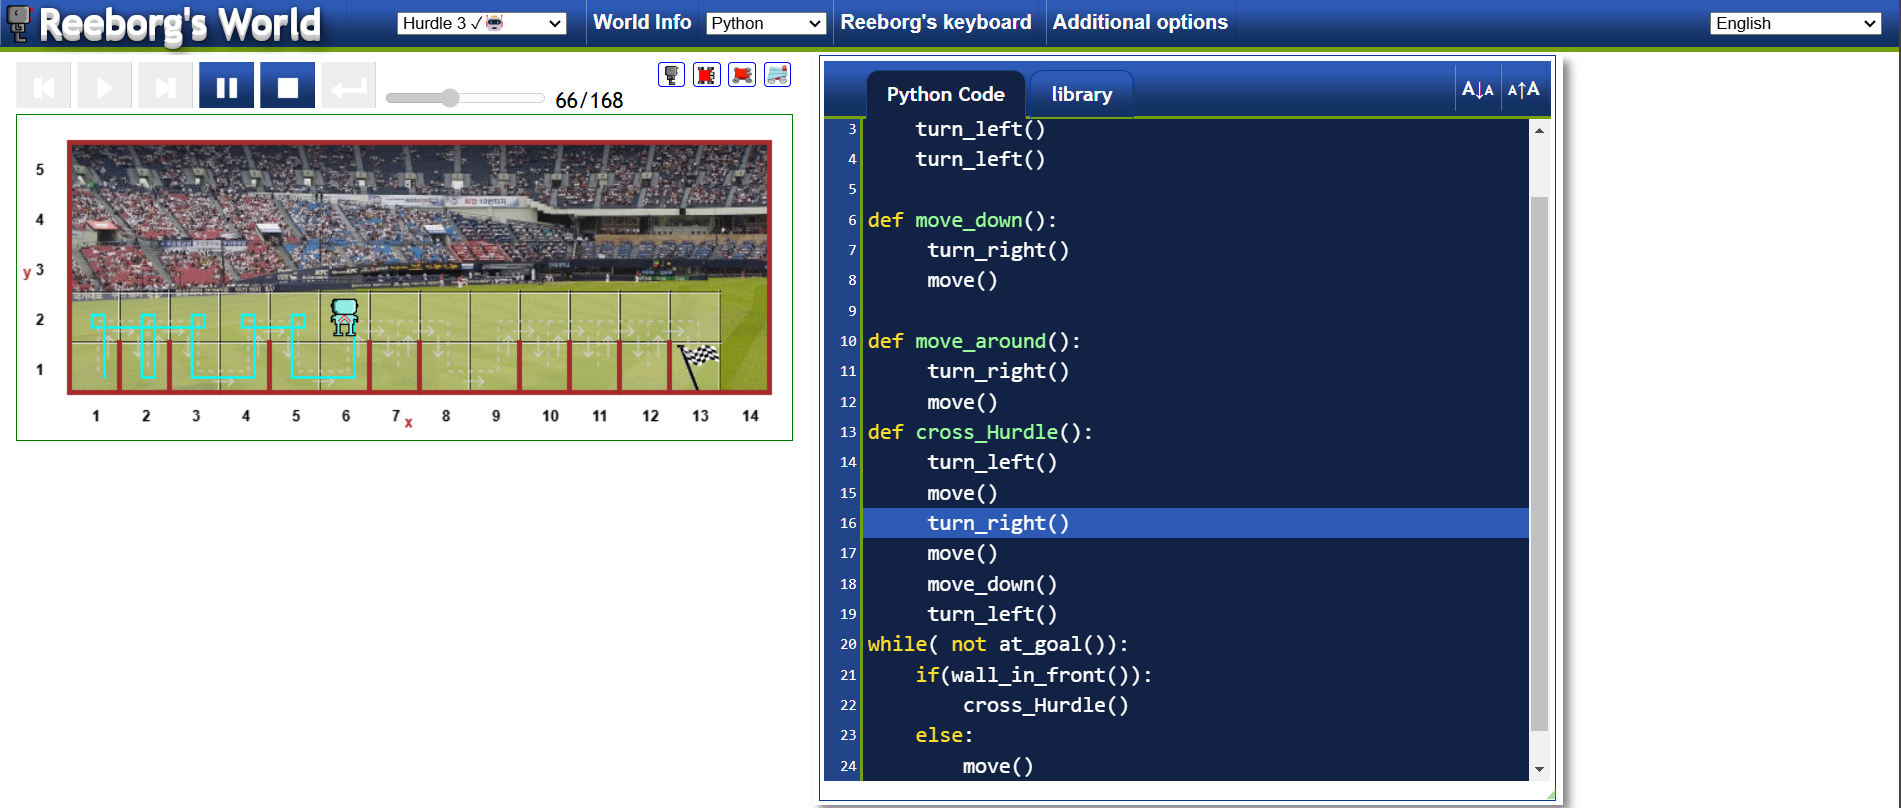 Reeborg's World
Hurdle 3 ✓🤖
World Info
Python
Reeborg's keyboard
Additional options
English
66/168
Python Code
library
A↓A
A↑A
5
4
y 3
2
1
1 2 3 4 5 6 7 8 9 10 11 12 13 14
x
3 turn_left()
4 turn_left()
5
6 def move_down():
7 turn_right()
8 move()
9
10 def move_around():
11 turn_right()
12 move()
13 def cross_Hurdle():
14 turn_left()
15 move()
16 turn_right()
17 move()
18 move_down()
19 turn_left()
20 while( not at_goal()):
21 if(wall_in_front()):
22 cross_Hurdle()
23 else:
24 move()